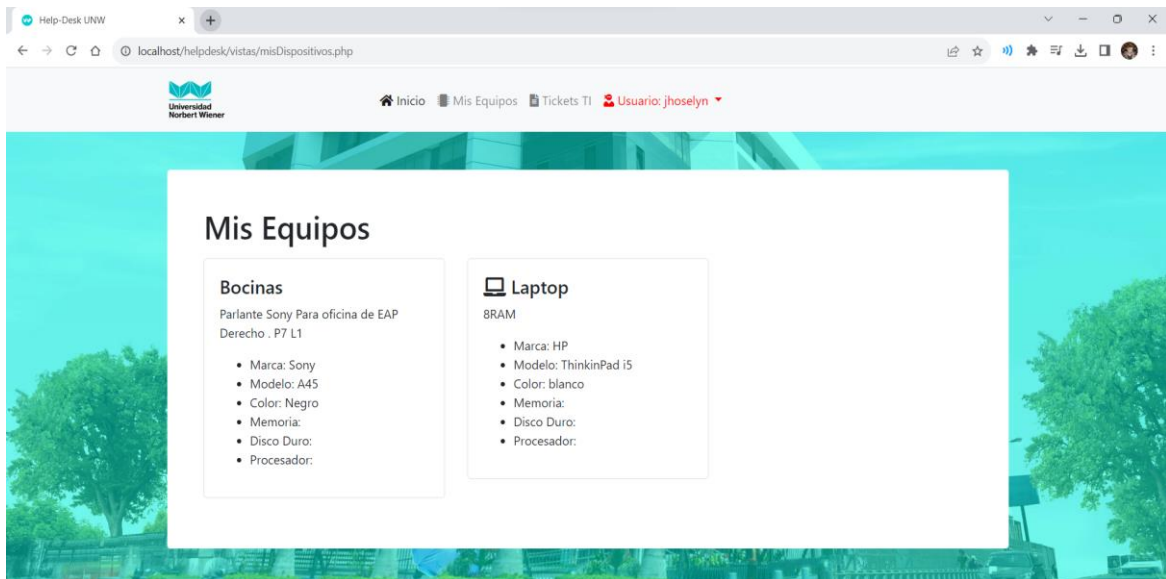 Help-Desk UNW
localhost/helpdesk/vistas/misDispositivos.php
Universidad
Norbert Wiener
Inicio Mis Equipos Tickets TI Usuario: jhoselyn
Mis Equipos
Bocinas
Parlante Sony Para oficina de EAP
Derecho . P7 L1
Marca: Sony
Modelo: A45
Color: Negro
Memoria:
Disco Duro:
Procesador:
Laptop
8RAM
Marca: HP
Modelo: ThinkinPad i5
Color: blanco
Memoria:
Disco Duro:
Procesador: